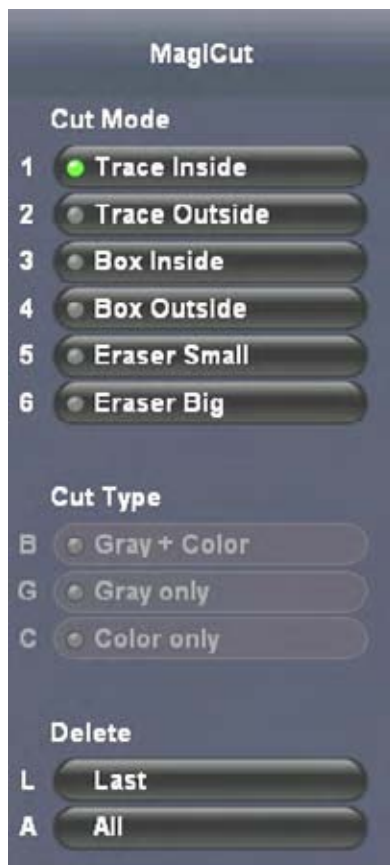 MagiCut
Cut Mode
1 Trace Inside
2 Trace Outside
3 Box Inside
4 Box Outside
5 Eraser Small
6 Eraser Big
Cut Type
B Gray + Color
G Gray only
C Color only
Delete
L Last
A All